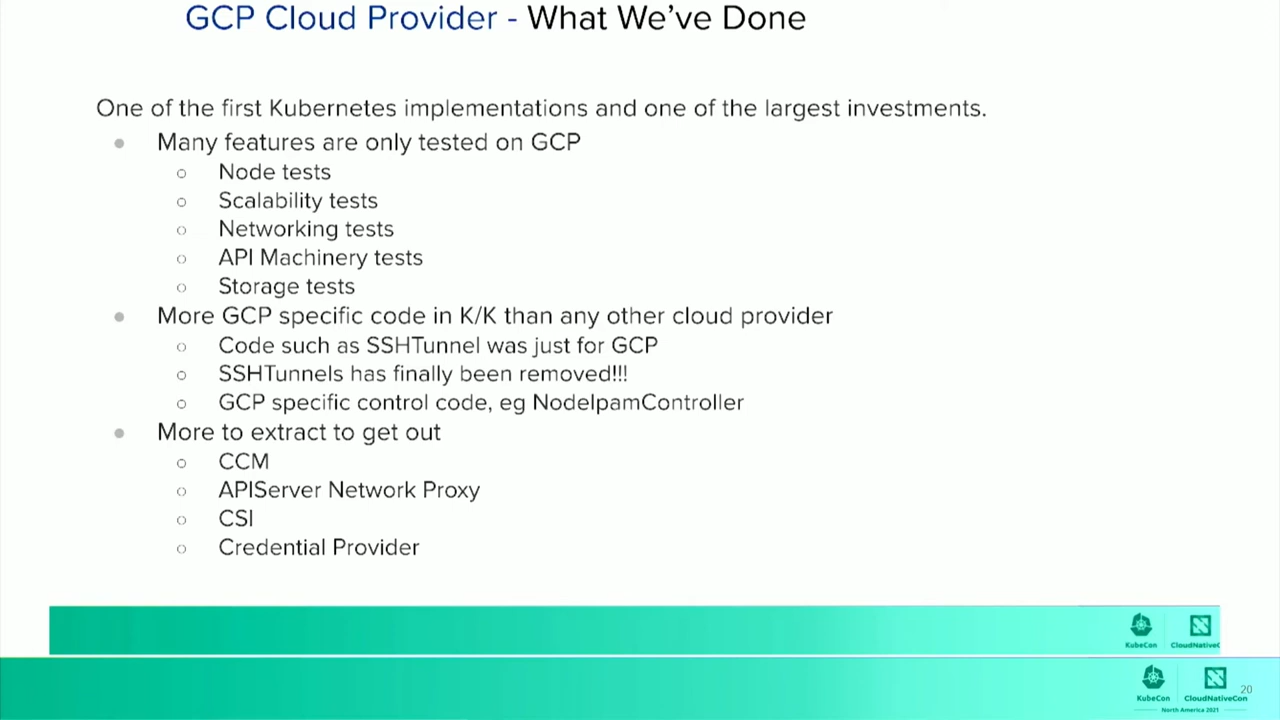 GCP Cloud Provider - What We've Done
One of the first Kubernetes implementations and one of the largest investments.
Many features are only tested on GCP
Node tests
Scalability tests
Networking tests
API Machinery tests
Storage tests
More GCP specific code in K/K than any other cloud provider
Code such as SSHTunnel was just for GCP
SSHTunnels has finally been removed!!!
GCP specific control code, eg NodeIpamController
More to extract to get out
CCM
APIServer Network Proxy
CSI
Credential Provider
KubeCon
CloudNativeC
KubeCon
CloudNativeCon
North America 2021
20